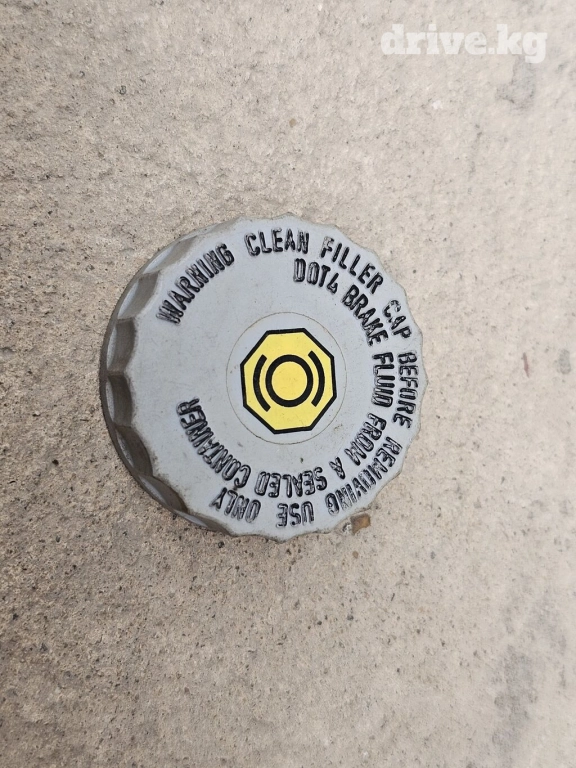 drive.kg
WARNING CLEAN FILLER CAP BEFORE REMOVING USE ONLY
DOT4 BRAKE FLUID FROM A SEALED CONTAINER